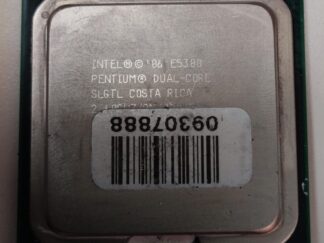 INTEL® ©'06 E5300
PENTIUM® DUAL-CORE
SLGTL COSTA RICA
09307888